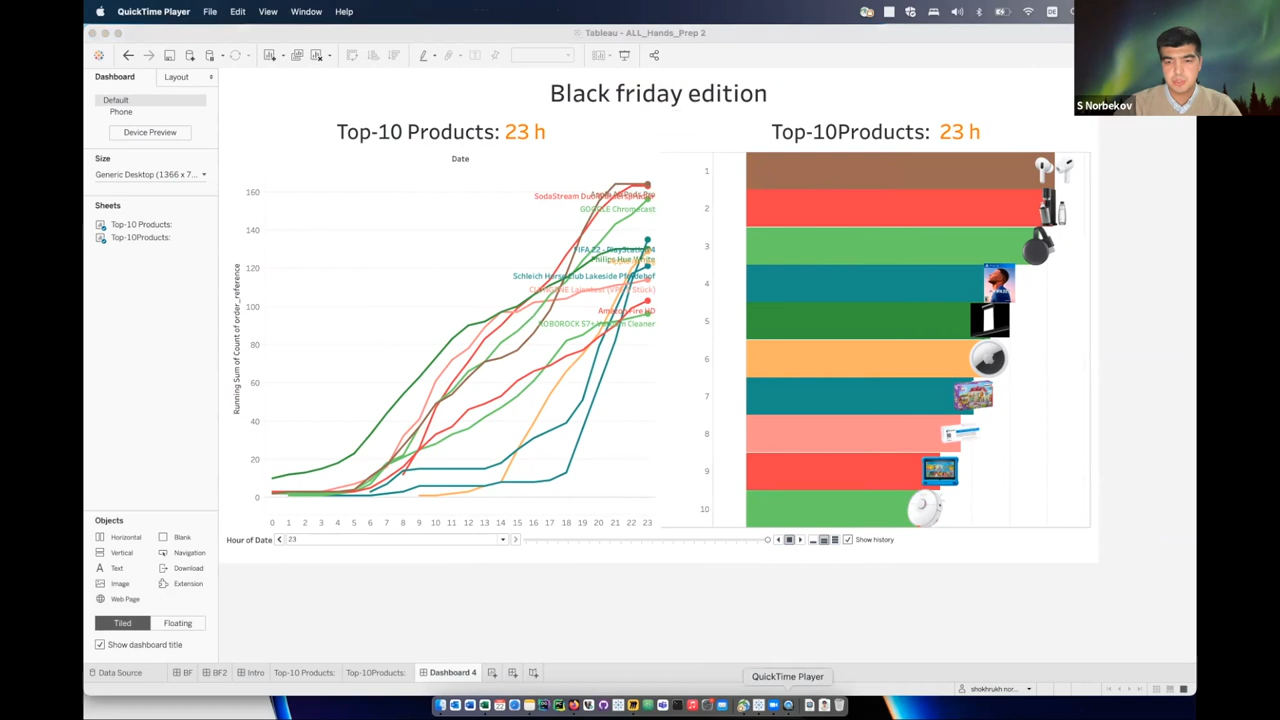 QuickTime Player File Edit View Window Help
Tableau - ALL_Hands_Prep 2
S Norbekov
Dashboard Layout
Default
Phone
Device Preview
Size
Generic Desktop (1366 x 7...
Sheets
Top-10 Products:
Top-10Products:
Objects
Horizontal Blank
Vertical Navigation
Text Download
Image Extension
Web Page
Tiled Floating
Show dashboard title
Black friday edition
Top-10 Products: 23 h
Date
Running Sum of Count of order_reference
160
140
120
100
80
60
40
20
0
GOOGLE Chromecast
FIFA 22 - PlayStation 4
Philips Hue White
Schleich Horse Club Lakeside
Amazon Fire HD
0 1 2 3 4 5 6 7 8 9 10 11 12 13 14 15 16 17 18 19 20 21 22 23
Top-10Products: 23 h
1
2
3
4
5
6
7
8
9
10
Hour of Date 23 Show history
Data Source BF BF2 Intro Top-10 Products: Top-10Products: Dashboard 4
QuickTime Player
shokhrukh nor...